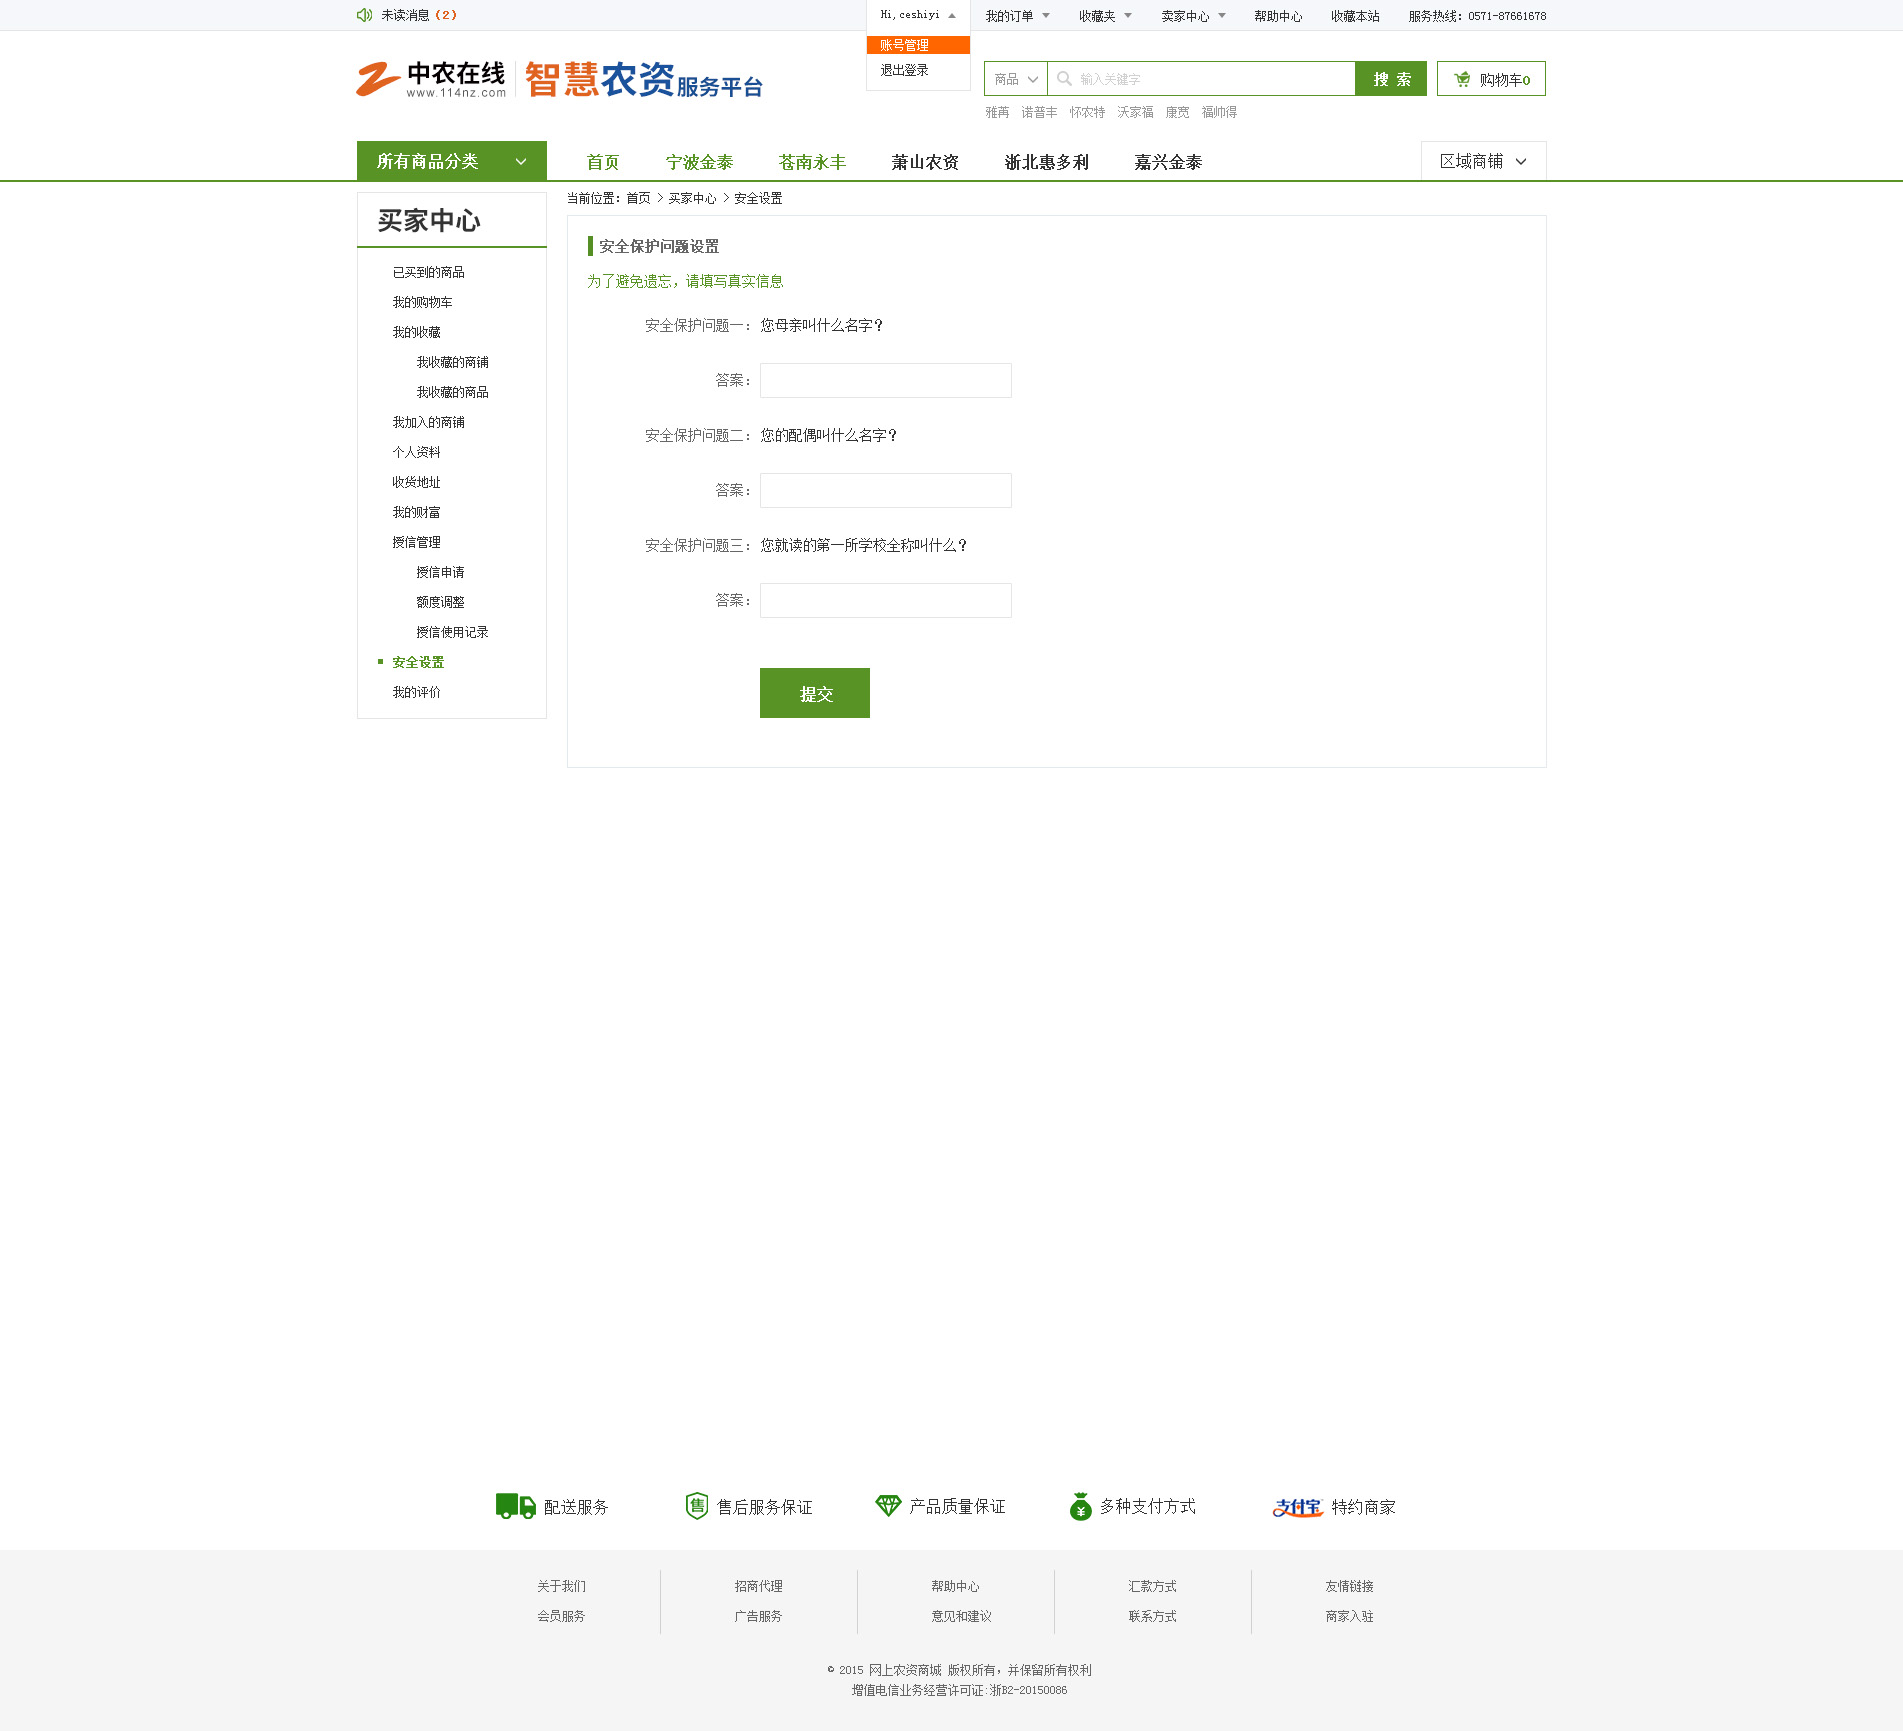 未读消息（2）
Hi, ceshiyi
我的订单
收藏夹
卖家中心
帮助中心
收藏本站
服务热线：0571-87661678
账号管理
退出登录
中农在线
www.114nz.com
智慧农资服务平台
商品
输入关键字
搜 索
购物车0
雅苒 诺普丰 怀农特 沃家福 康宽 福帅得
所有商品分类
首页
宁波金泰
苍南永丰
萧山农资
浙北惠多利
嘉兴金泰
区域商铺
买家中心
已买到的商品
我的购物车
我的收藏
我收藏的商铺
我收藏的商品
我加入的商铺
个人资料
收货地址
我的财富
授信管理
授信申请
额度调整
授信使用记录
安全设置
我的评价
当前位置：首页 > 买家中心 > 安全设置
安全保护问题设置
为了避免遗忘，请填写真实信息
安全保护问题一：您母亲叫什么名字？
答案：
安全保护问题二：您的配偶叫什么名字？
答案：
安全保护问题三：您就读的第一所学校全称叫什么？
答案：
提交
配送服务
售
售后服务保证
产品质量保证
¥
多种支付方式
支付宝
特约商家
关于我们
招商代理
帮助中心
汇款方式
友情链接
会员服务
广告服务
意见和建议
联系方式
商家入驻
© 2015 网上农资商城 版权所有，并保留所有权利
增值电信业务经营许可证:浙B2-20150086